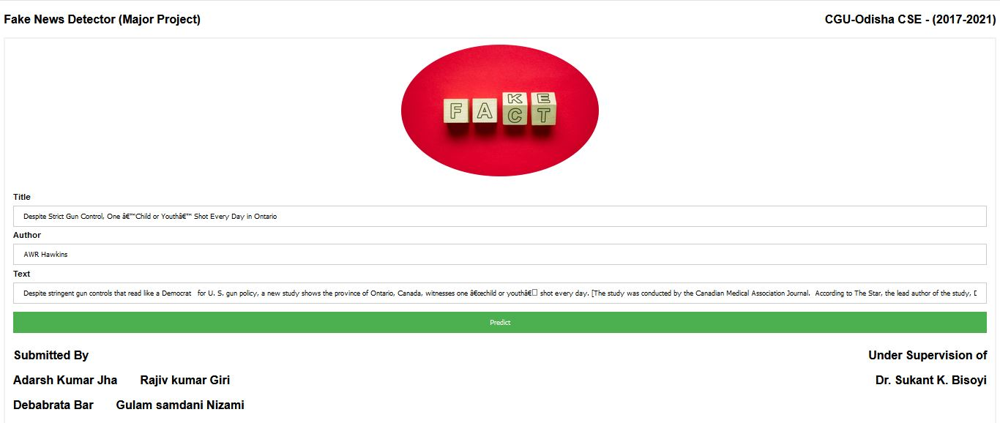 Fake News Detector (Major Project) CGU-Odisha CSE - (2017-2021)
K E
F A C T
Title
Despite Strict Gun Control, One â€™Child or Youthâ€™ Shot Every Day in Ontario
Author
AWR Hawkins
Text
Despite stringent gun controls that read like a Democrat   for U. S. gun policy, a new study shows the province of Ontario, Canada, witnesses one â€œchild or youthâ€□ shot every day. [The study was conducted by the Canadian Medical Association Journal.  According to The Star, the lead author of the study,
Predict
Submitted By Under Supervision of
Adarsh Kumar Jha Rajiv kumar Giri Dr. Sukant K. Bisoyi
Debabrata Bar Gulam samdani Nizami